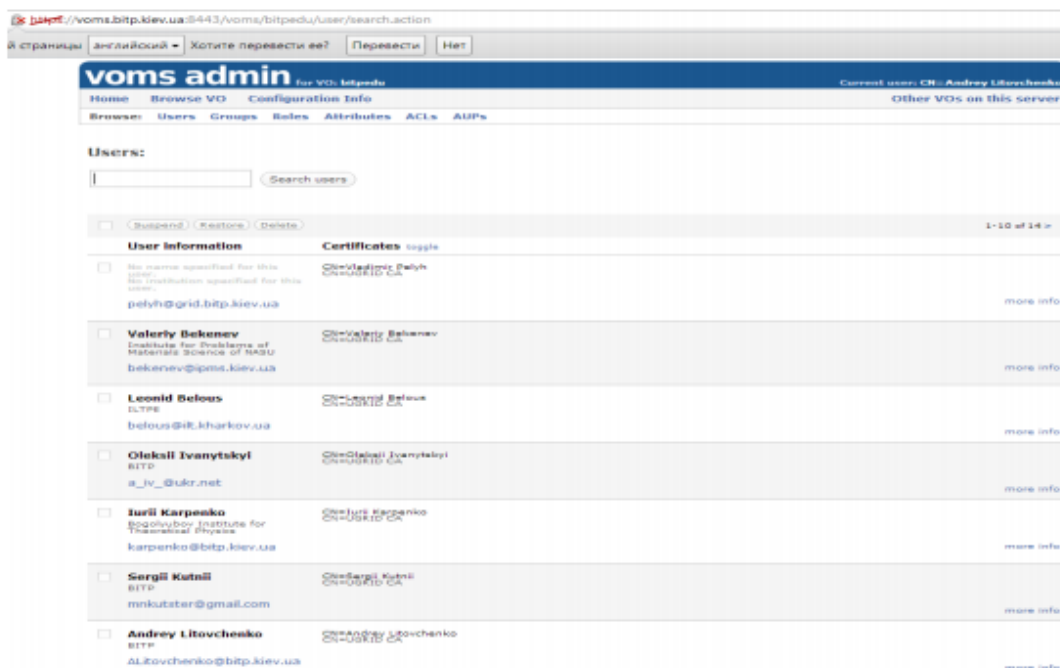 https://voms.bitp.kiev.ua:8443/voms/bitpedu/user/search.action
й страницы английский Хотите перевести ее? Перевести Нет
voms admin for VO: bitpedu Current user: CN=Andrey Litovchenko
Home Browse VO Configuration Info Other VOs on this server
Browse: Users Groups Roles Attributes ACLs AUPs
Users:
Search users
Suspend Restore Delete 1-10 of 14 >
User information Certificates toggle
No name specified for this user.
No institution specified for this user.
CN=Vladimir Pelyh
CN=UGRID CA
pelyh@grid.bitp.kiev.ua
more info
Valeriy Bekenev
Institute for Problems of
Materials Science of NASU
CN=Valeriy Bekenev
CN=UGRID CA
bekenev@ipms.kiev.ua
more info
Leonid Belous
ILTPE
CN=Leonid Belous
CN=UGRID CA
belous@ilt.kharkov.ua
more info
Oleksii Ivanytskyi
BITP
CN=Oleksii Ivanytskyi
CN=UGRID CA
a_iv_@ukr.net
more info
Iurii Karpenko
Bogolyubov Institute for
Theoretical Physics
CN=Iurii Karpenko
CN=UGRID CA
karpenko@bitp.kiev.ua
more info
Sergii Kutnii
BITP
CN=Sergii Kutnii
CN=UGRID CA
mnkutster@gmail.com
more info
Andrey Litovchenko
BITP
CN=Andrey Litovchenko
CN=UGRID CA
ALitovchenko@bitp.kiev.ua
more info